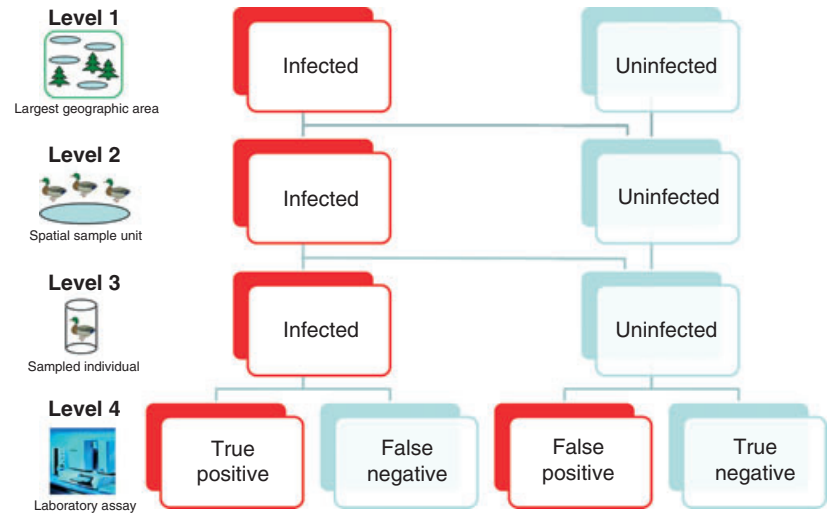 Level 1
Largest geographic area
Infected
Uninfected
Level 2
Spatial sample unit
Infected
Uninfected
Level 3
Sampled individual
Infected
Uninfected
Level 4
Laboratory assay
True
positive
False
negative
False
positive
True
negative